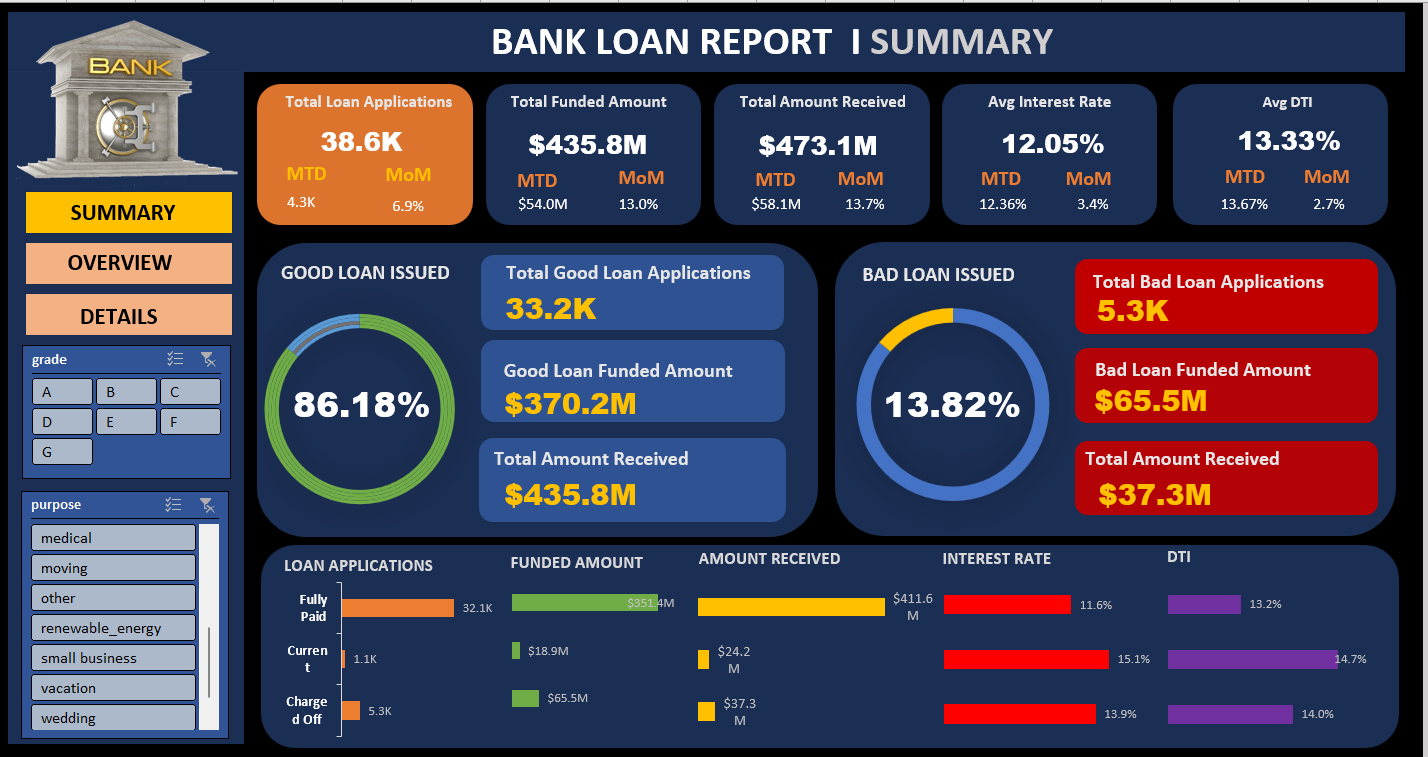 BANK LOAN REPORT I SUMMARY
BANK
SUMMARY
OVERVIEW
DETAILS
grade
A
B
C
D
E
F
G
purpose
medical
moving
other
renewable_energy
small business
vacation
wedding
Total Loan Applications
38.6K
MTD MoM
4.3K 6.9%
Total Funded Amount
$435.8M
MTD MoM
$54.0M 13.0%
Total Amount Received
$473.1M
MTD MoM
$58.1M 13.7%
Avg Interest Rate
12.05%
MTD MoM
12.36% 3.4%
Avg DTI
13.33%
MTD MoM
13.67% 2.7%
GOOD LOAN ISSUED
86.18%
Total Good Loan Applications
33.2K
Good Loan Funded Amount
$370.2M
Total Amount Received
$435.8M
BAD LOAN ISSUED
13.82%
Total Bad Loan Applications
5.3K
Bad Loan Funded Amount
$65.5M
Total Amount Received
$37.3M
LOAN APPLICATIONS
Fully
Paid
32.1K
Curren
t
1.1K
Charge
d Off
5.3K
FUNDED AMOUNT
$351.4M
$18.9M
$65.5M
AMOUNT RECEIVED
$411.6
M
$24.2
M
$37.3
M
INTEREST RATE
11.6%
15.1%
13.9%
DTI
13.2%
14.7%
14.0%